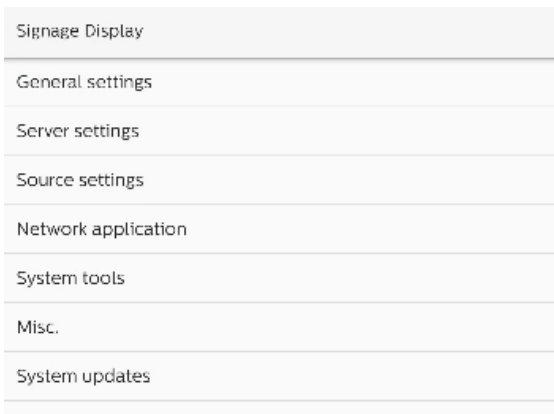 Signage Display
General settings
Server settings
Source settings
Network application
System tools
Misc.
System updates